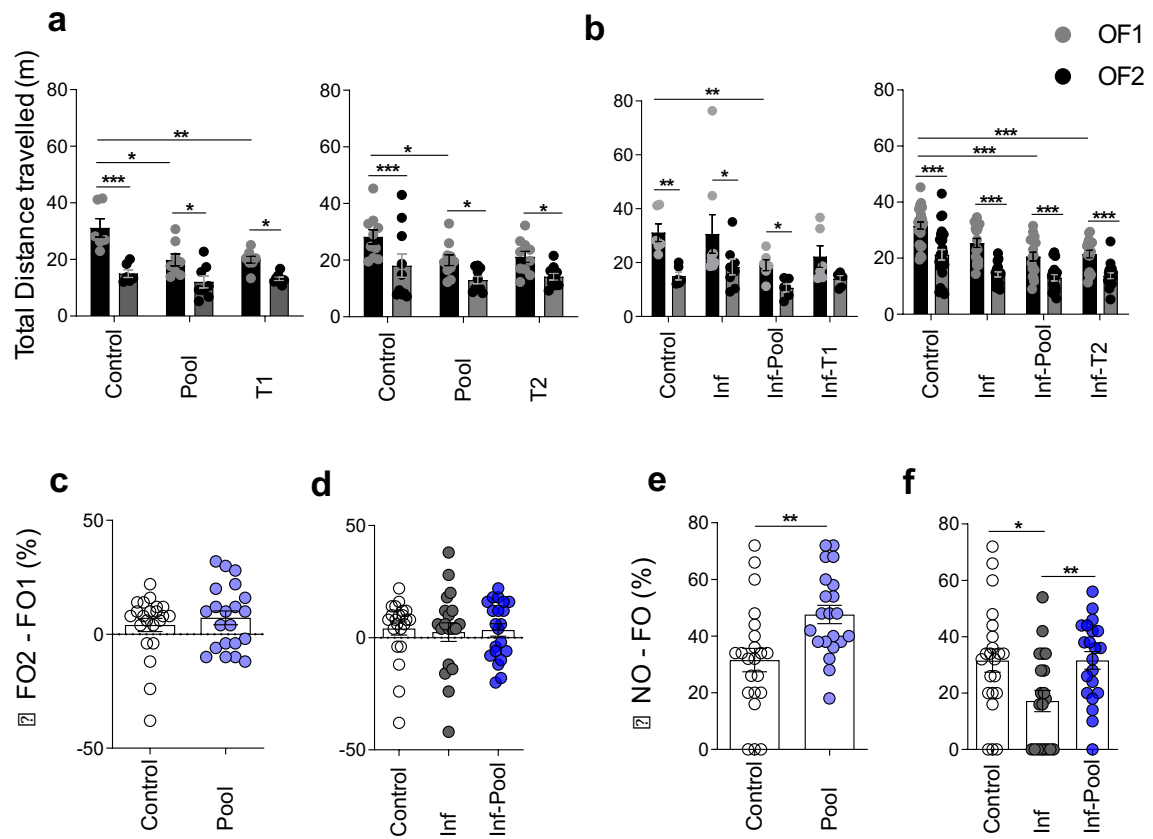 a
b
OF1
OF2
Total Distance travelled (m)
80
60
40
20
0
**
*
***
*
*
Control
Pool
T1
80
60
40
20
0
*
***
*
*
Control
Pool
T2
80
60
40
20
0
**
**
*
*
Control
Inf
Inf-Pool
Inf-T1
80
60
40
20
0
***
***
***
***
***
***
Control
Inf
Inf-Pool
Inf-T2
c
FO2 - FO1 (%)
50
0
-50
Control
Pool
d
50
0
-50
Control
Inf
Inf-Pool
e
NO - FO (%)
80
60
40
20
0
**
Control
Pool
f
80
60
40
20
0
*
**
Control
Inf
Inf-Pool